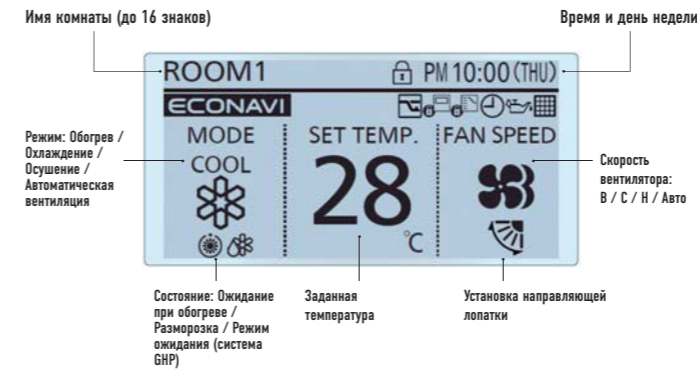 Имя комнаты (до 16 знаков)
Время и день недели
ROOM1 PM 10:00 (THU)
ECONAVI
MODE SET TEMP. FAN SPEED
COOL
28
°C
Режим: Обогрев /
Охлаждение /
Осушение /
Автоматическая
вентиляция
Скорость
вентилятора:
В / С / Н / Авто
Состояние: Ожидание
при обогреве /
Разморозка / Режим
ожидания (система
GHP)
Заданная
температура
Установка направляющей
лопатки